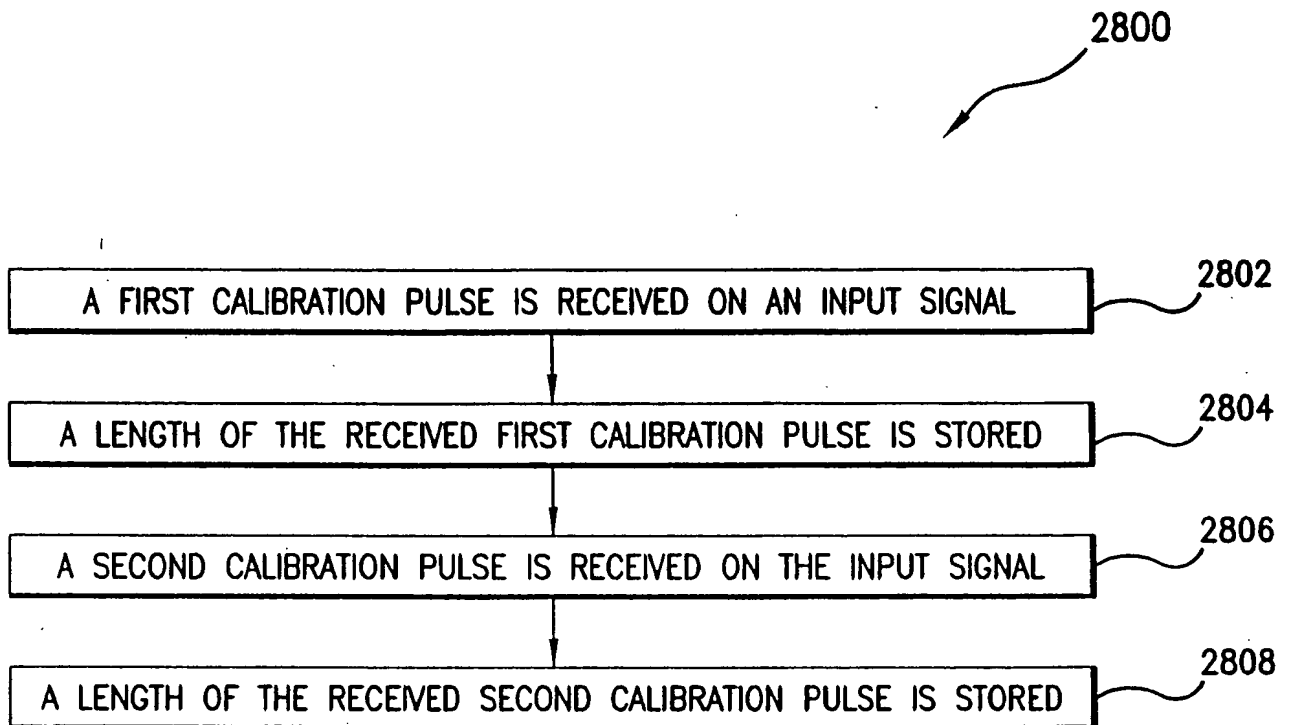 2800
A FIRST CALIBRATION PULSE IS RECEIVED ON AN INPUT SIGNAL
2802
A LENGTH OF THE RECEIVED FIRST CALIBRATION PULSE IS STORED
2804
A SECOND CALIBRATION PULSE IS RECEIVED ON THE INPUT SIGNAL
2806
A LENGTH OF THE RECEIVED SECOND CALIBRATION PULSE IS STORED
2808